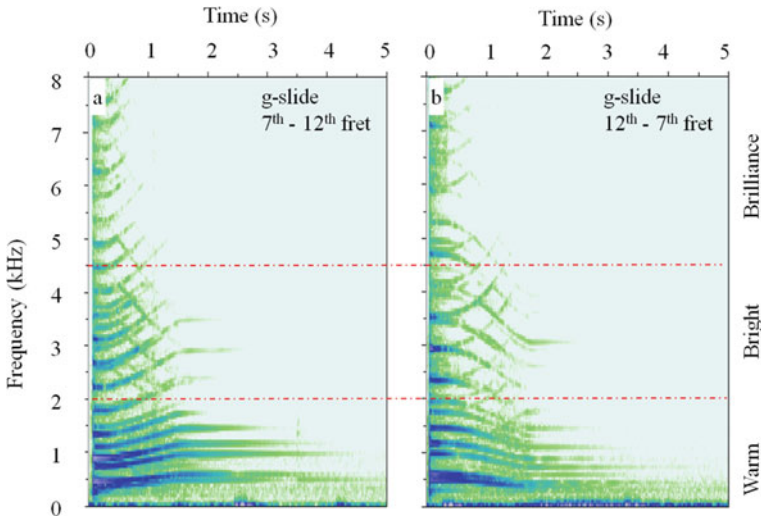 Time (s)
Time (s)
0 1 2 3 4 5
0 1 2 3 4 5
8
7
6
5
4
3
2
1
0
Frequency (kHz)
a
g-slide
7th - 12th fret
b
g-slide
12th - 7th fret
Brilliance
Bright
Warm